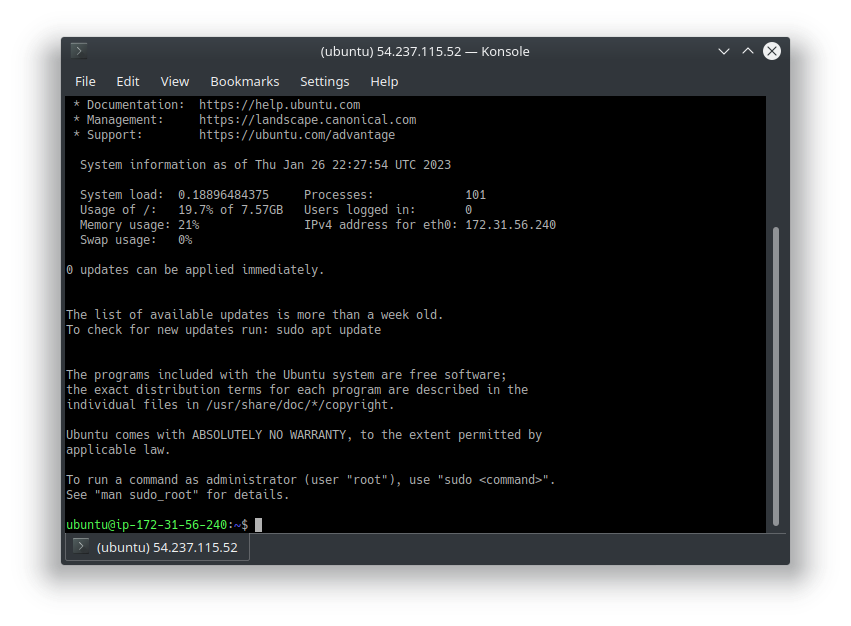 (ubuntu) 54.237.115.52 — Konsole
File Edit View Bookmarks Settings Help
* Documentation: https://help.ubuntu.com
* Management: https://landscape.canonical.com
* Support: https://ubuntu.com/advantage
System information as of Thu Jan 26 22:27:54 UTC 2023
System load: 0.18896484375 Processes: 101
Usage of /: 19.7% of 7.57GB Users logged in: 0
Memory usage: 21% IPv4 address for eth0: 172.31.56.240
Swap usage: 0%
0 updates can be applied immediately.
The list of available updates is more than a week old.
To check for new updates run: sudo apt update
The programs included with the Ubuntu system are free software;
the exact distribution terms for each program are described in the
individual files in /usr/share/doc/*/copyright.
Ubuntu comes with ABSOLUTELY NO WARRANTY, to the extent permitted by
applicable law.
To run a command as administrator (user "root"), use "sudo <command>".
See "man sudo_root" for details.
ubuntu@ip-172-31-56-240:~$
(ubuntu) 54.237.115.52